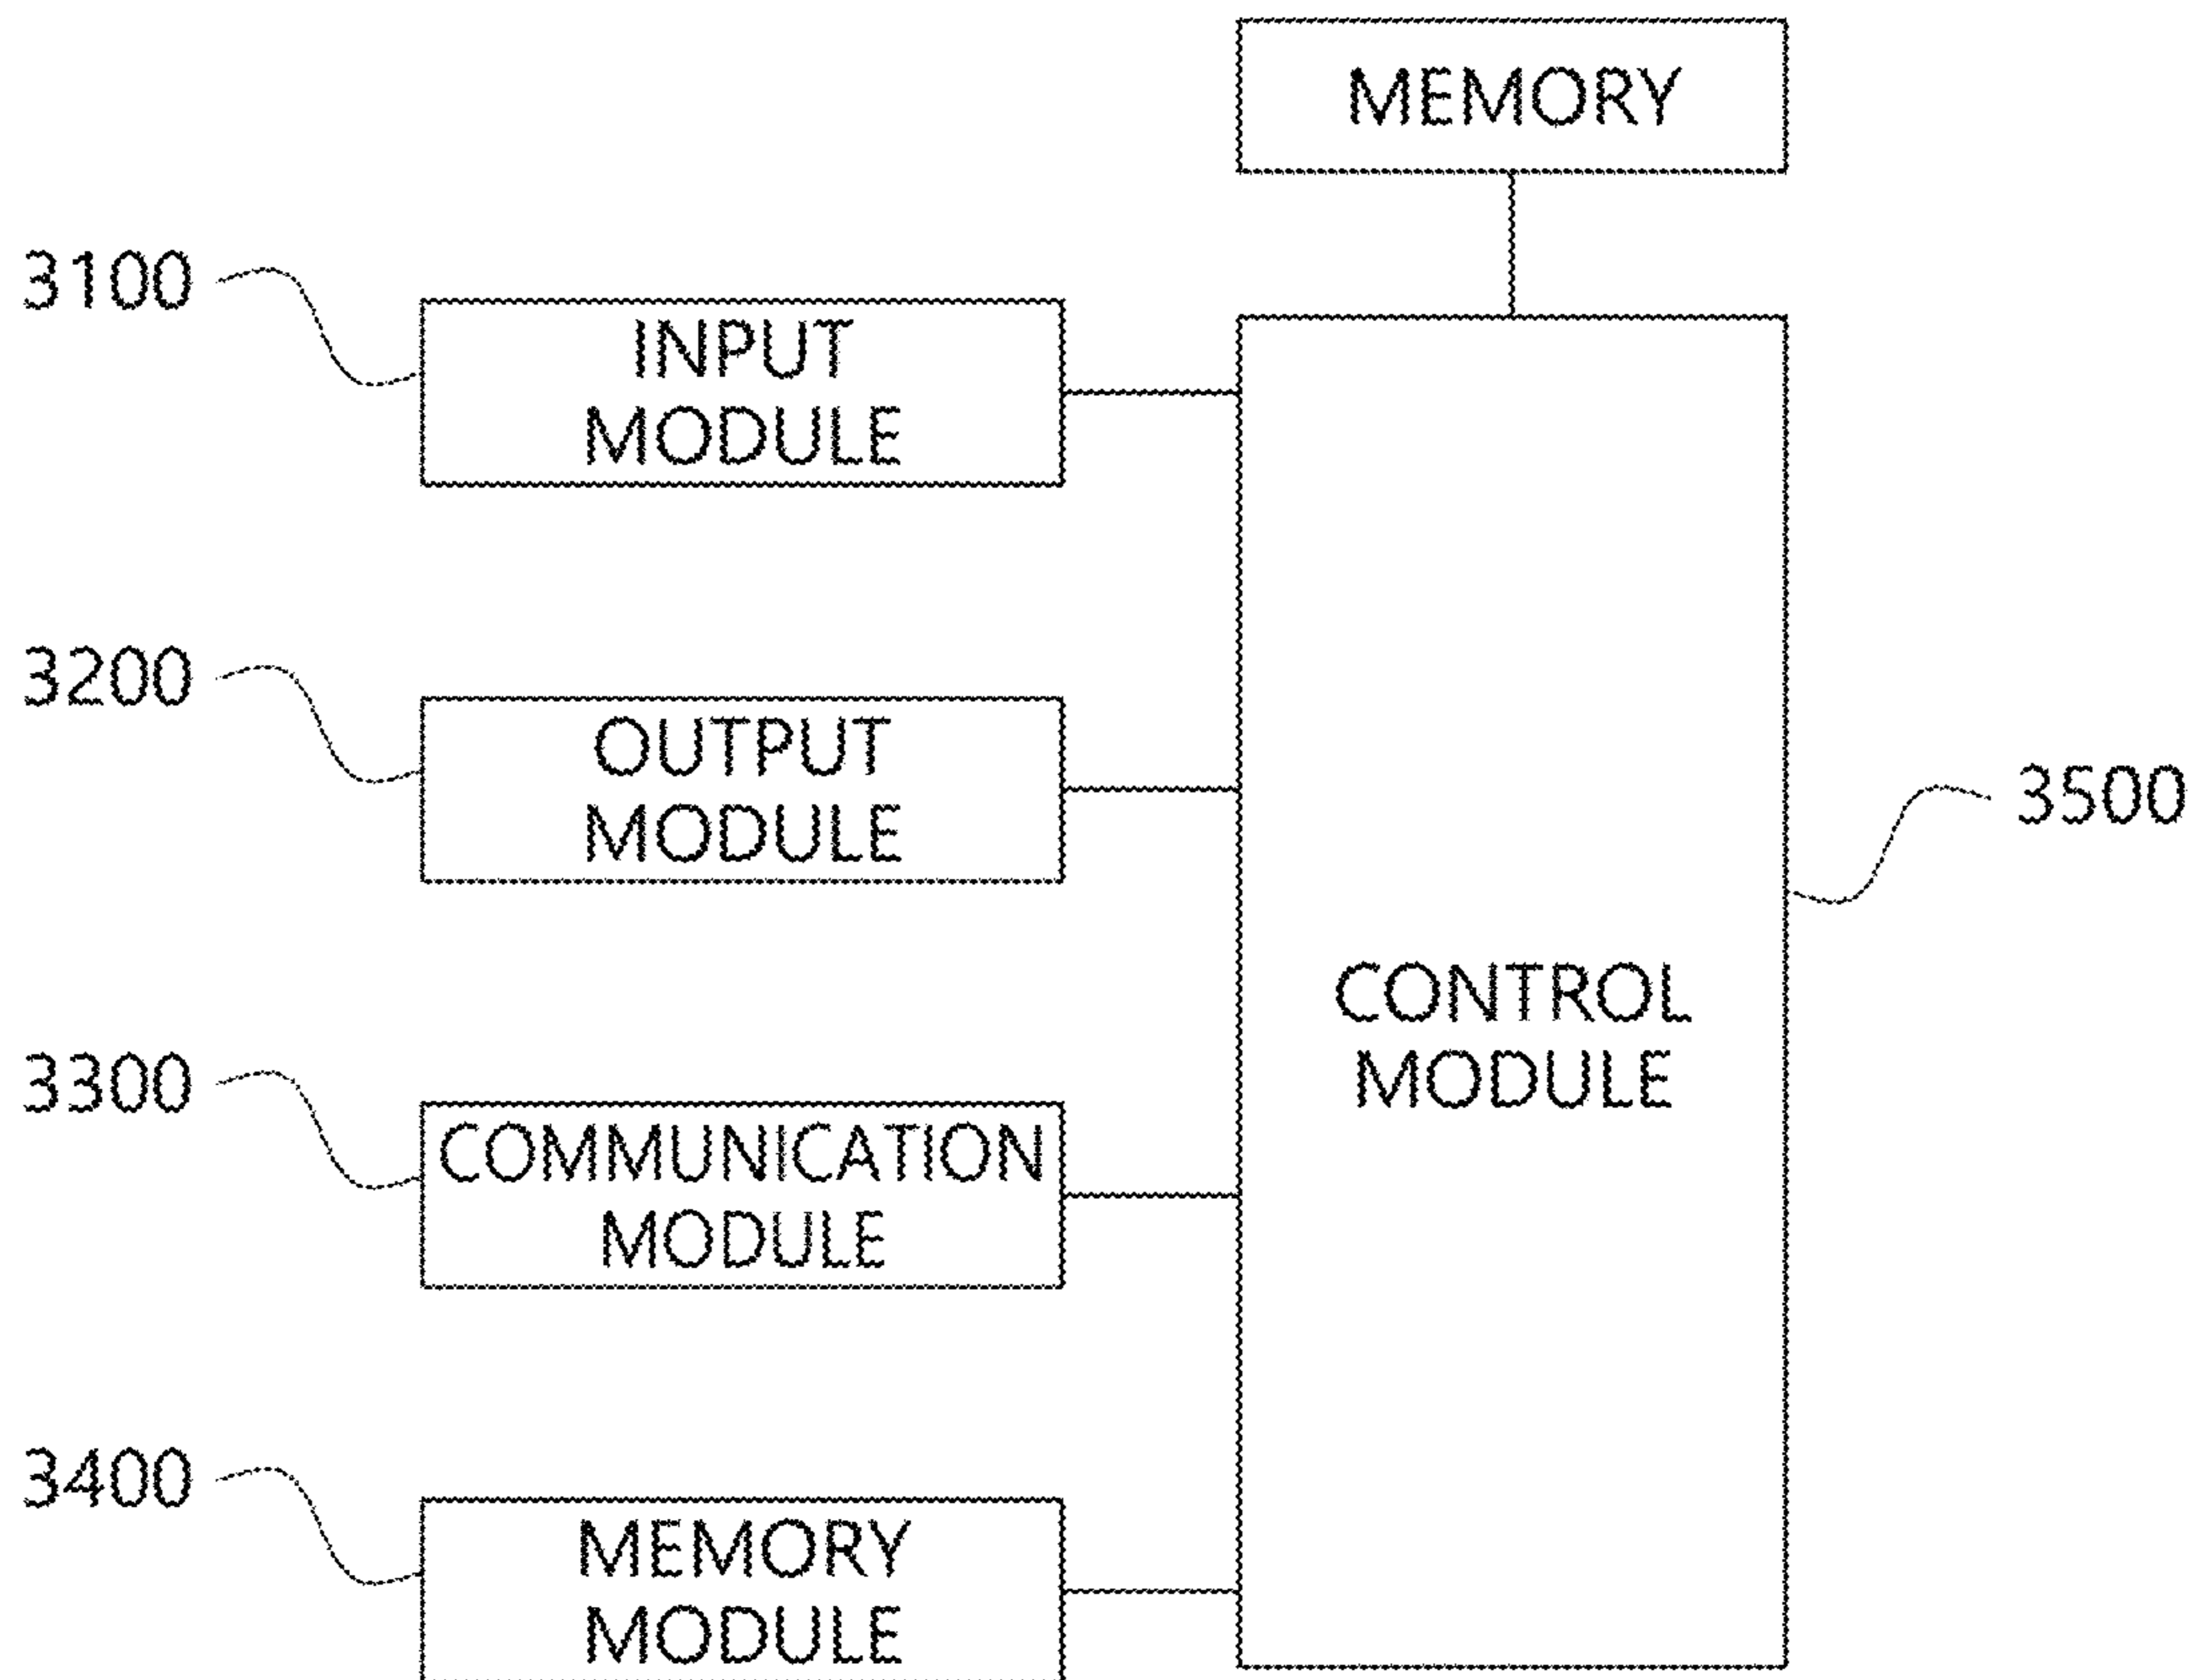 MEMORY
3100
INPUT
MODULE
3200
OUTPUT
MODULE
3500
CONTROL
MODULE
3300
COMMUNICATION
MODULE
3400
MEMORY
MODULE